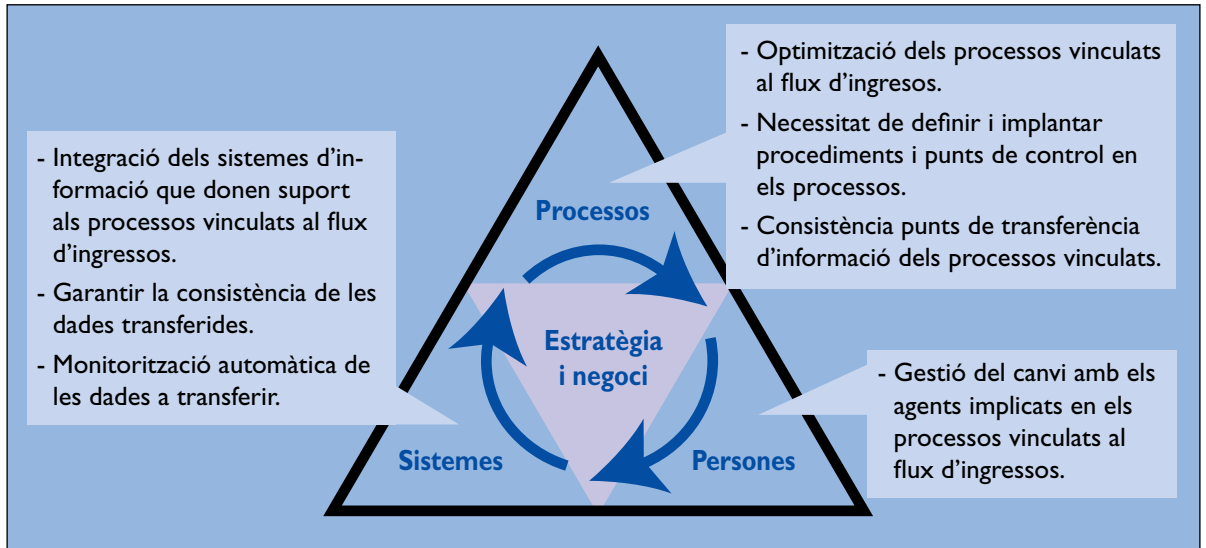 - Integració dels sistemes d’in-
formació que donen suport
als processos vinculats al flux
d’ingressos.
- Garantir la consistència de les
dades transferides.
- Monitorització automàtica de
les dades a transferir.
- Optimització dels processos vinculats
al flux d’ingresos.
- Necessitat de definir i implantar
procediments i punts de control en
els processos.
- Consistència punts de transferència
d’informació dels processos vinculats.
Processos
Estratègia
i negoci
Sistemes
Persones
- Gestió del canvi amb els
agents implicats en els
processos vinculats al
flux d’ingressos.